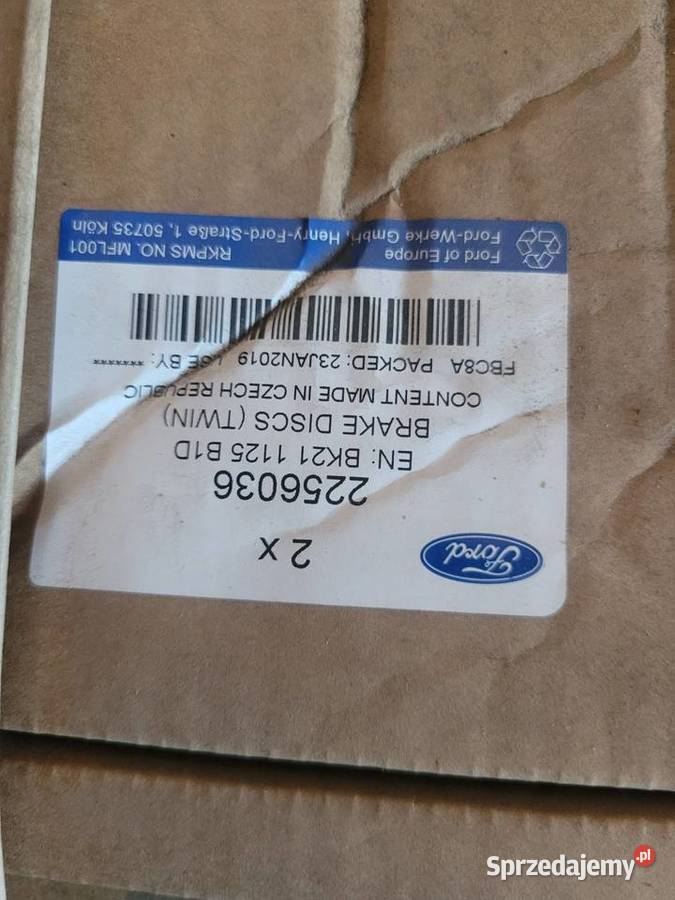 Ford
2 x
2256036
EN: BK21 1125 B1D
BRAKE DISCS (TWIN)
CONTENT MADE IN CZECH REPUBLIC
FBC8A PACKED: 23JAN2019 USE BY: *******
Ford of Europe RKPMS NO. MFL001
Ford-Werke GmbH, Henry-Ford-Straße 1, 50735 Köln
Sprzedajemy.pl